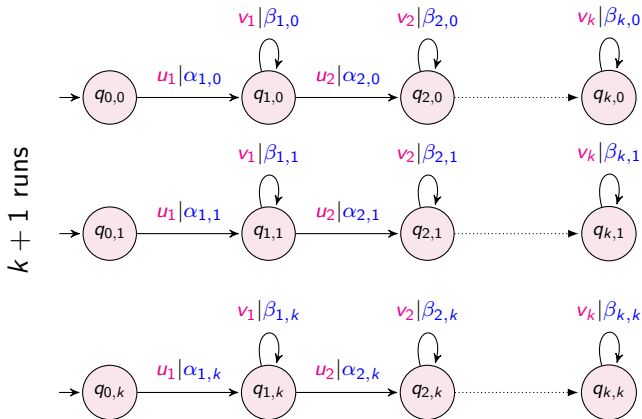 v₁|β₁,₀ v₂|β₂,₀ vₖ|βₖ,₀
q₀,₀ u₁|α₁,₀ q₁,₀ u₂|α₂,₀ q₂,₀ qₖ,₀
v₁|β₁,₁ v₂|β₂,₁ vₖ|βₖ,₁
q₀,₁ u₁|α₁,₁ q₁,₁ u₂|α₂,₁ q₂,₁ qₖ,₁
v₁|β₁,ₖ v₂|β₂,ₖ vₖ|βₖ,ₖ
q₀,ₖ u₁|α₁,ₖ q₁,ₖ u₂|α₂,ₖ q₂,ₖ qₖ,ₖ
k + 1 runs